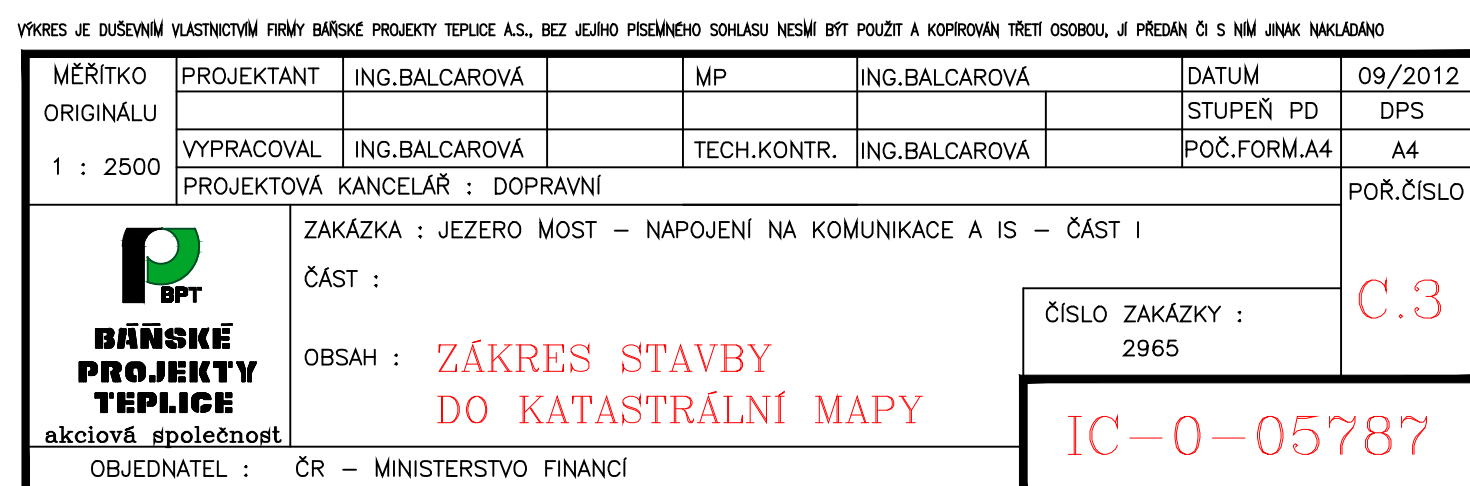 VÝKRES JE DUŠEVNÍM VLASTNICTVÍM FIRMY BÁŇSKÉ PROJEKTY TEPLICE A.S., BEZ JEJÍHO PÍSEMNÉHO SOHLASU NESMÍ BÝT POUŽIT A KOPÍROVÁN TŘETÍ OSOBOU, JÍ PŘEDÁN ČI S NÍM JINAK NAKLÁDÁNO
MĚŘÍTKO PROJEKTANT ING.BALCAROVÁ MP ING.BALCAROVÁ DATUM 09/2012
ORIGINÁLU STUPEŇ PD DPS
1 : 2500 VYPRACOVAL ING.BALCAROVÁ TECH.KONTR. ING.BALCAROVÁ POČ.FORM.A4 A4
PROJEKTOVÁ KANCELÁŘ : DOPRAVNÍ POŘ.ČÍSLO
ZAKÁZKA : JEZERO MOST – NAPOJENÍ NA KOMUNIKACE A IS – ČÁST I
ČÁST :
BPT
C.3
ČÍSLO ZAKÁZKY :
2965
BÁŇSKÉ
PROJEKTY
TEPLICE
akciová společnost
OBSAH : ZÁKRES STAVBY
DO KATASTRÁLNÍ MAPY
IC-0-05787
OBJEDNATEL : ČR – MINISTERSTVO FINANCÍ